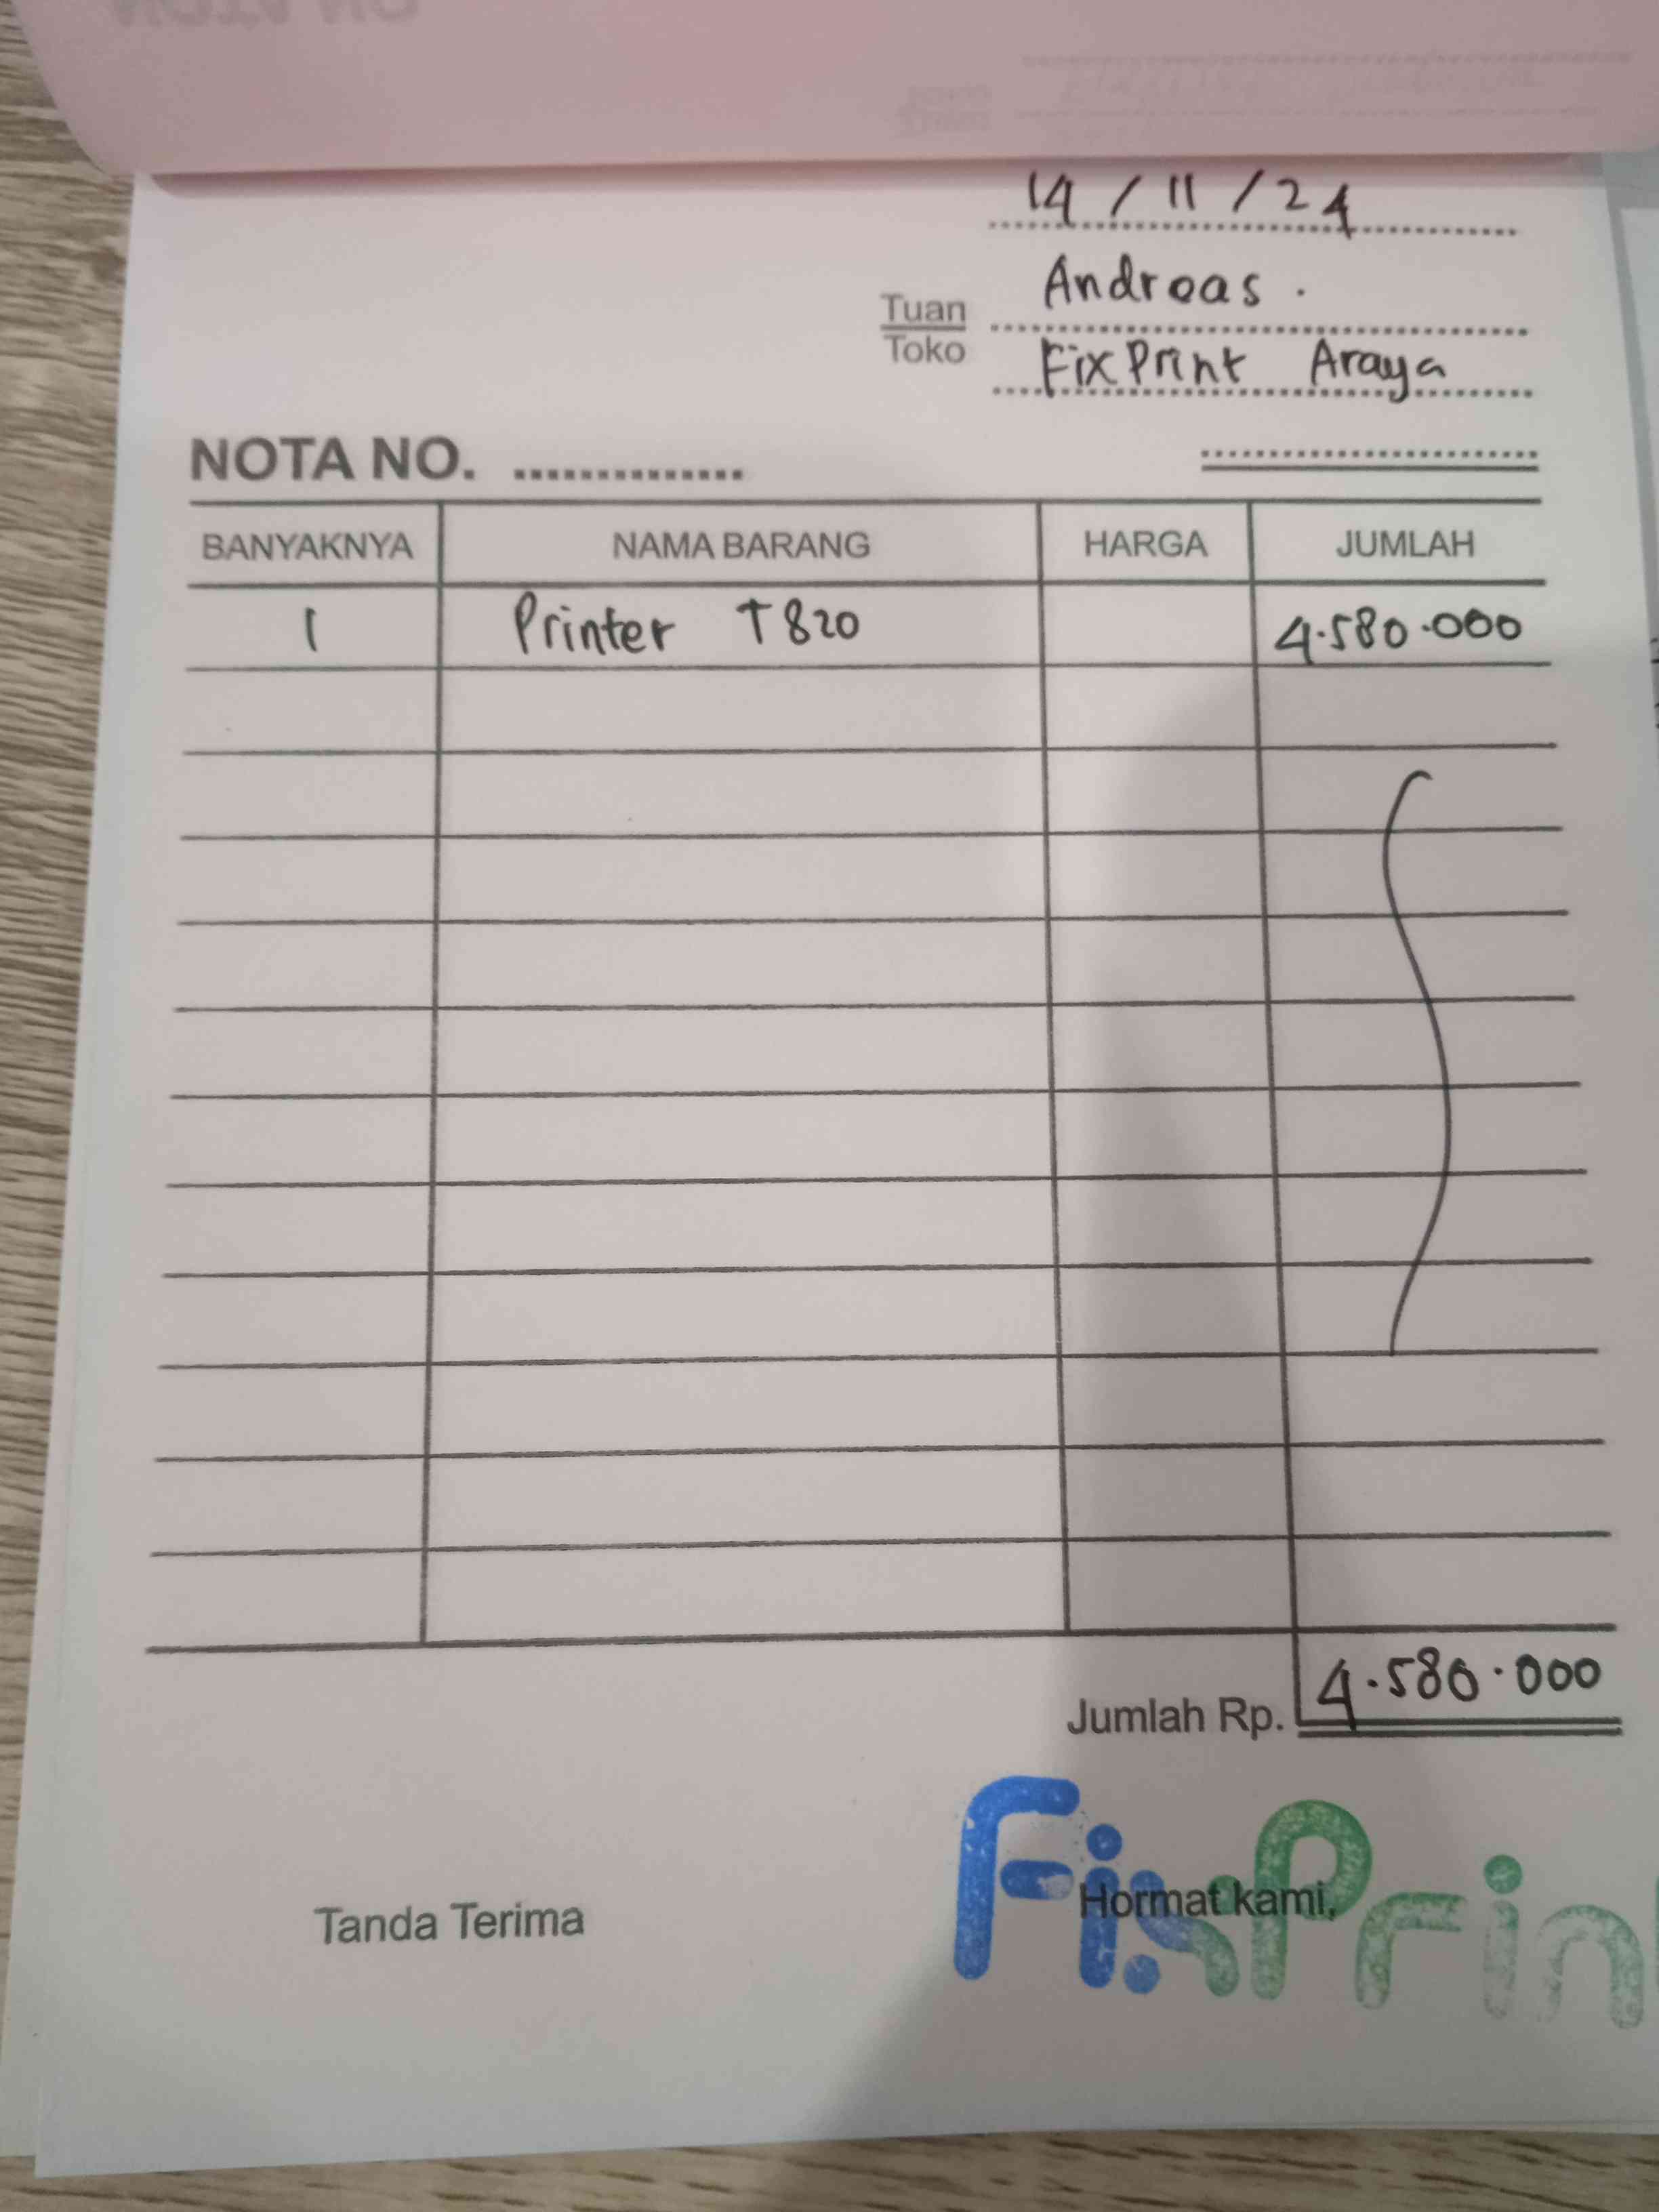 14 / 11 / 24
Tuan Andreas .
Toko FixPrint Araya
NOTA NO. ..............
BANYAKNYA NAMA BARANG HARGA JUMLAH
1 Printer T820 4.580.000
Jumlah Rp. 4.580.000
Tanda Terima Hormat kami,
FixPrin